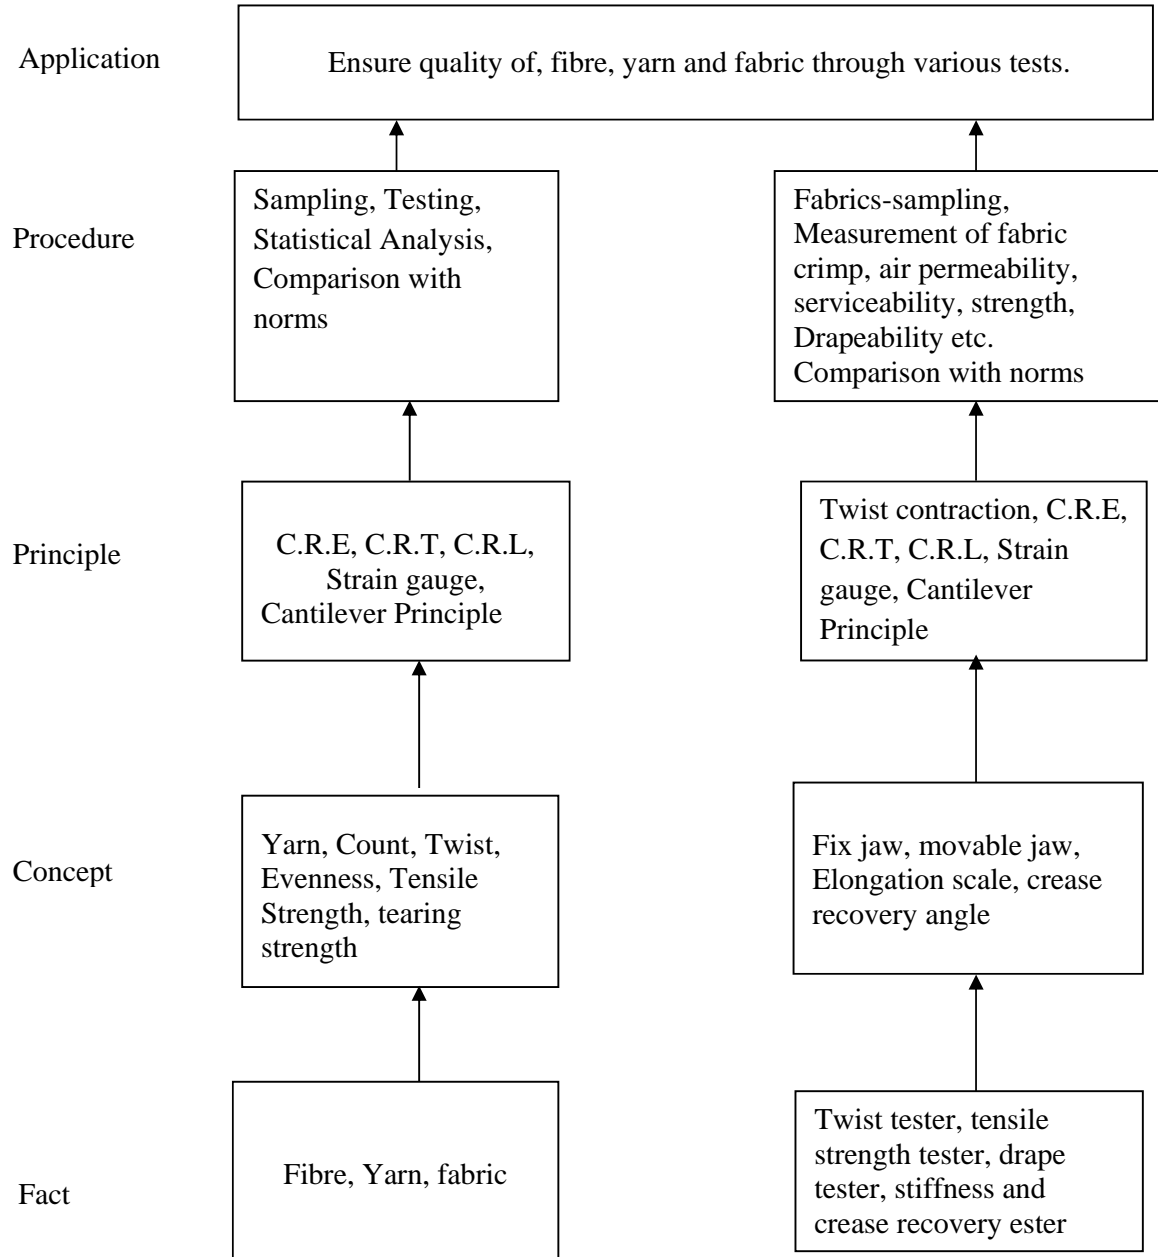 Application
Ensure quality of, fibre, yarn and fabric through various tests.
Procedure
Sampling, Testing,
Statistical Analysis,
Comparison with
norms
Fabrics-sampling,
Measurement of fabric
crimp, air permeability,
serviceability, strength,
Drapeability etc.
Comparison with norms
Principle
C.R.E, C.R.T, C.R.L,
Strain gauge,
Cantilever Principle
Twist contraction, C.R.E,
C.R.T, C.R.L, Strain
gauge, Cantilever
Principle
Concept
Yarn, Count, Twist,
Evenness, Tensile
Strength, tearing
strength
Fix jaw, movable jaw,
Elongation scale, crease
recovery angle
Fact
Fibre, Yarn, fabric
Twist tester, tensile
strength tester, drape
tester, stiffness and
crease recovery ester